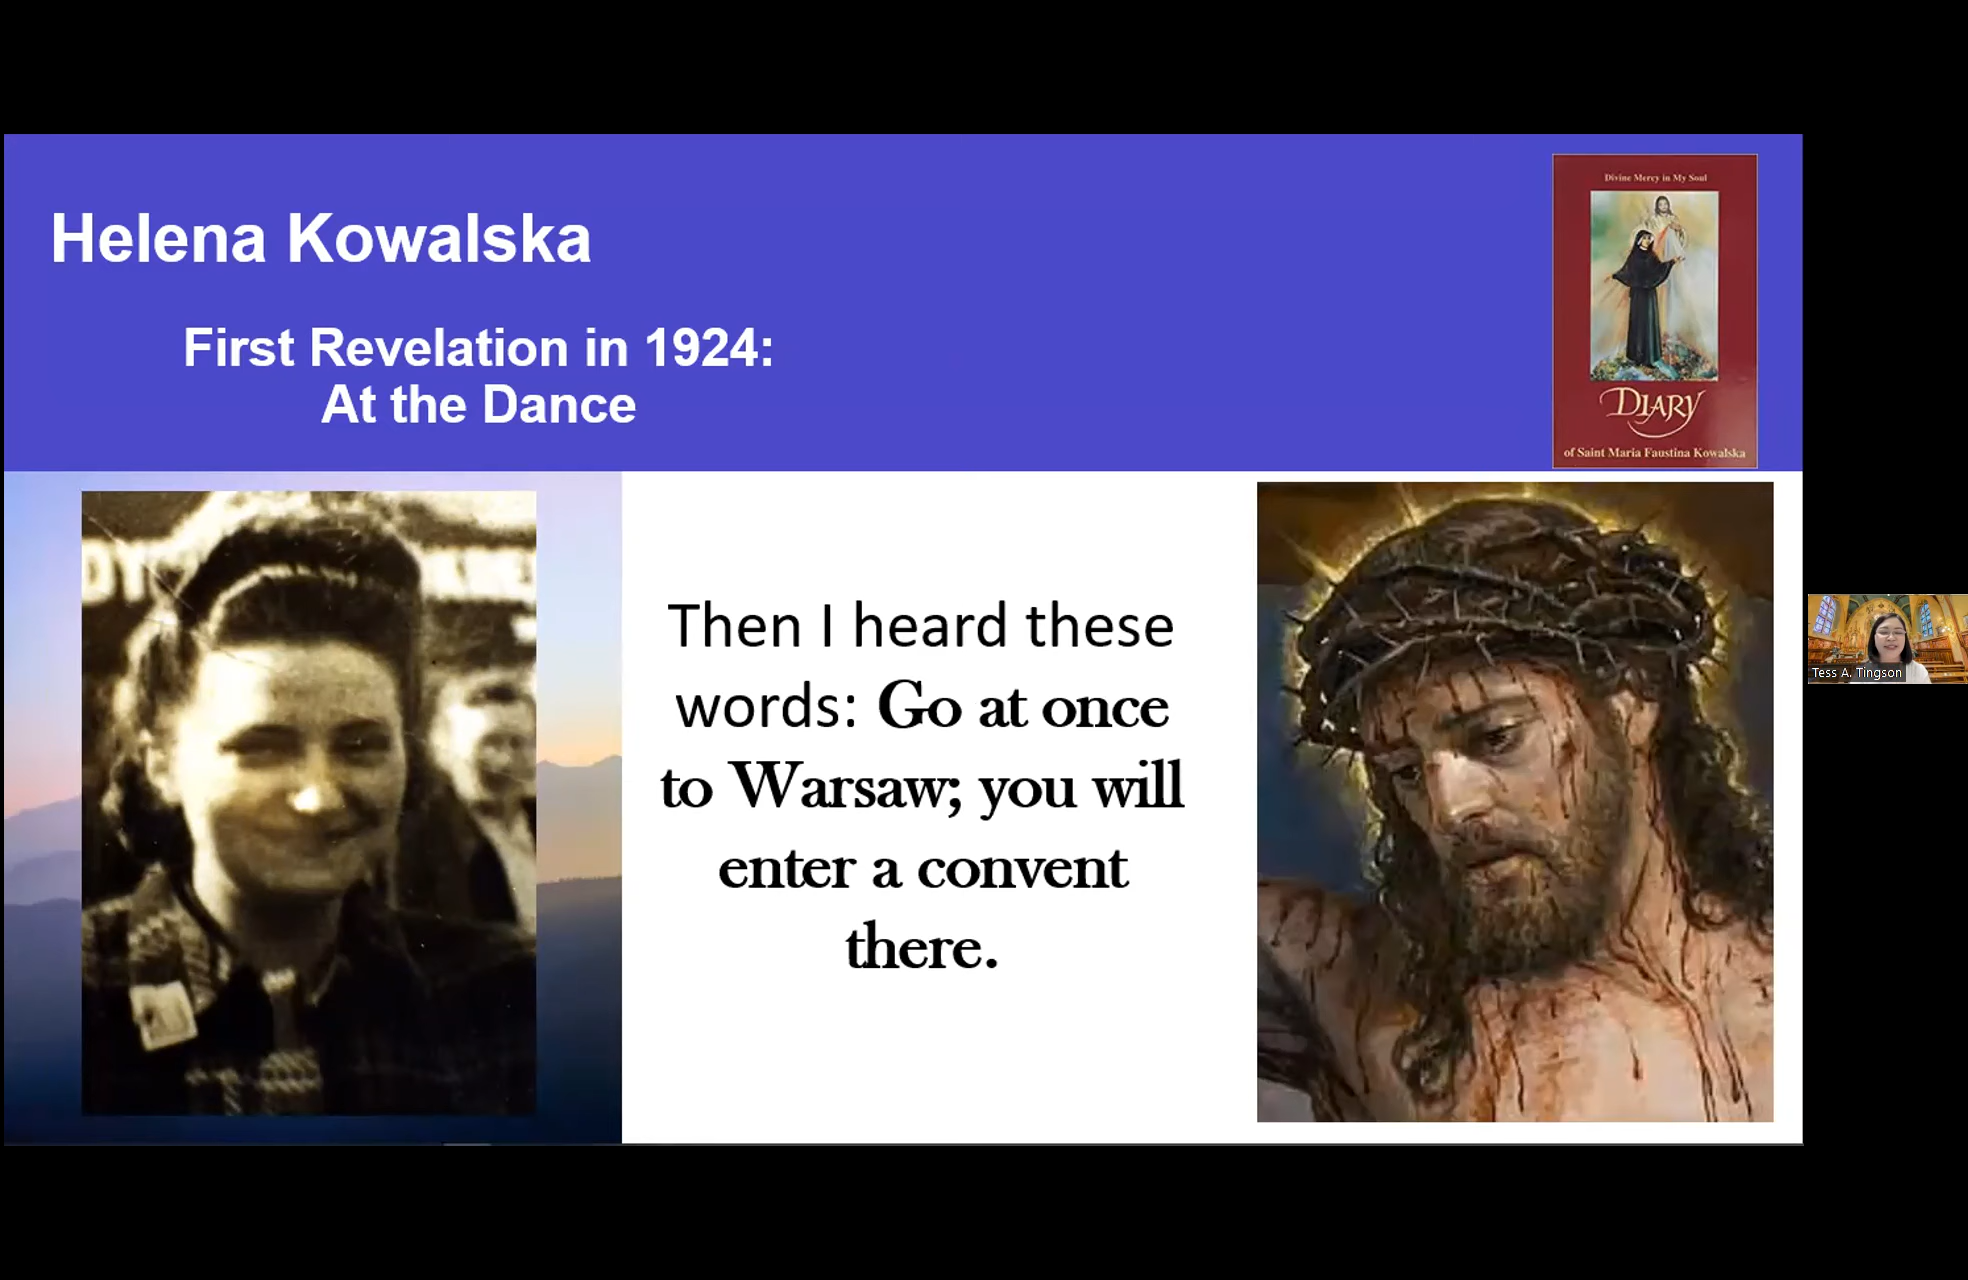 Helena Kowalska
First Revelation in 1924:
At the Dance
Divine Mercy in My Soul
DIARY
of Saint Maria Faustina Kowalska
Then I heard these
words: Go at once
to Warsaw; you will
enter a convent
there.
Tess A. Tingson